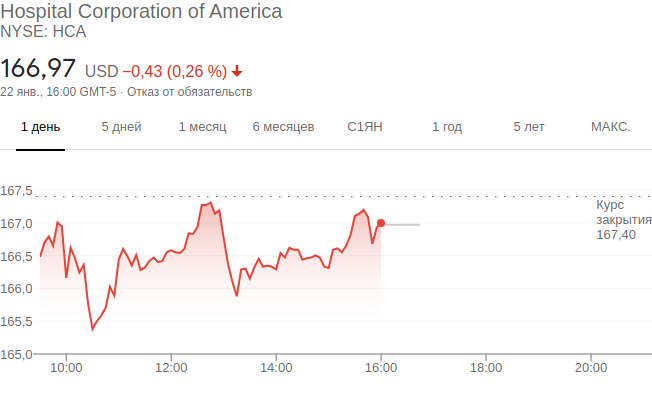 Hospital Corporation of America
NYSE: HCA
166,97 USD −0,43 (0,26 %)
22 янв., 16:00 GMT-5 · Отказ от обязательств
1 день 5 дней 1 месяц 6 месяцев С1ЯН 1 год 5 лет МАКС.
167,5
Курс
167,0 закрытия
167,40
166,5
166,0
165,5
165,0
10:00 12:00 14:00 16:00 18:00 20:00